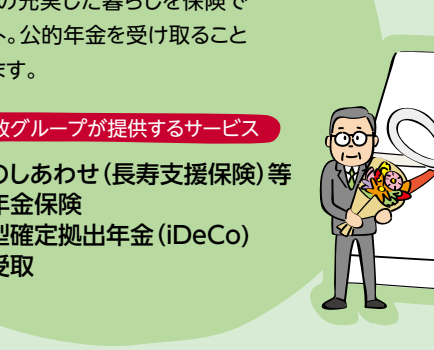 の充実した暮らしを保険で
ト。公的年金を受け取ること
ます。
政グループが提供するサービス
のしあわせ(長寿支援保険)等
年金保険
型確定拠出年金(iDeCo)
受取